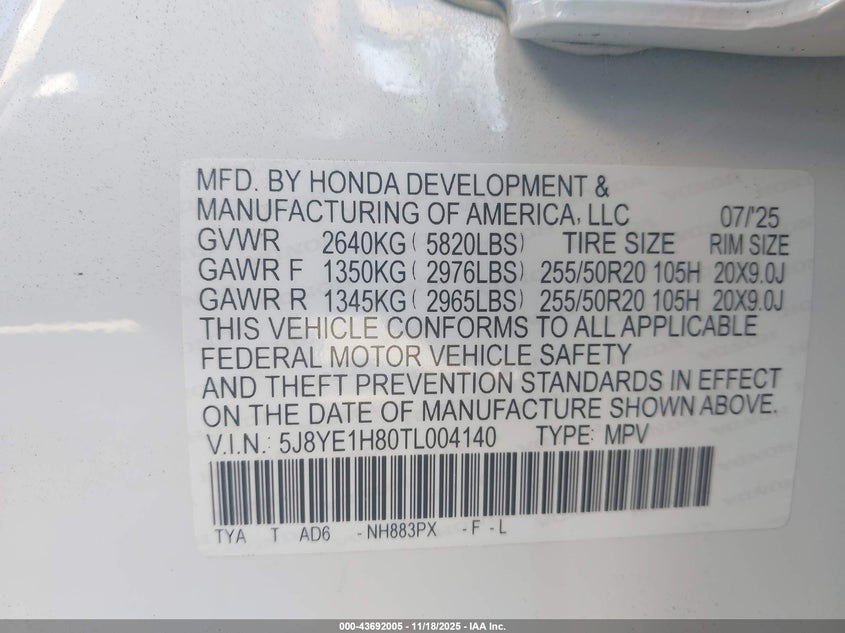 MFD. BY HONDA DEVELOPMENT &
MANUFACTURING OF AMERICA, LLC 07/'25
GVWR 2640KG ( 5820LBS) TIRE SIZE RIM SIZE
GAWR F 1350KG ( 2976LBS) 255/50R20 105H 20X9.0J
GAWR R 1345KG ( 2965LBS) 255/50R20 105H 20X9.0J
THIS VEHICLE CONFORMS TO ALL APPLICABLE
FEDERAL MOTOR VEHICLE SAFETY
AND THEFT PREVENTION STANDARDS IN EFFECT
ON THE DATE OF MANUFACTURE SHOWN ABOVE.
V.I.N.: 5J8YE1H80TL004140 TYPE: MPV
TYA T AD6 -NH883PX -F-L
000-43692005 - 11/18/2025 - IAA Inc.